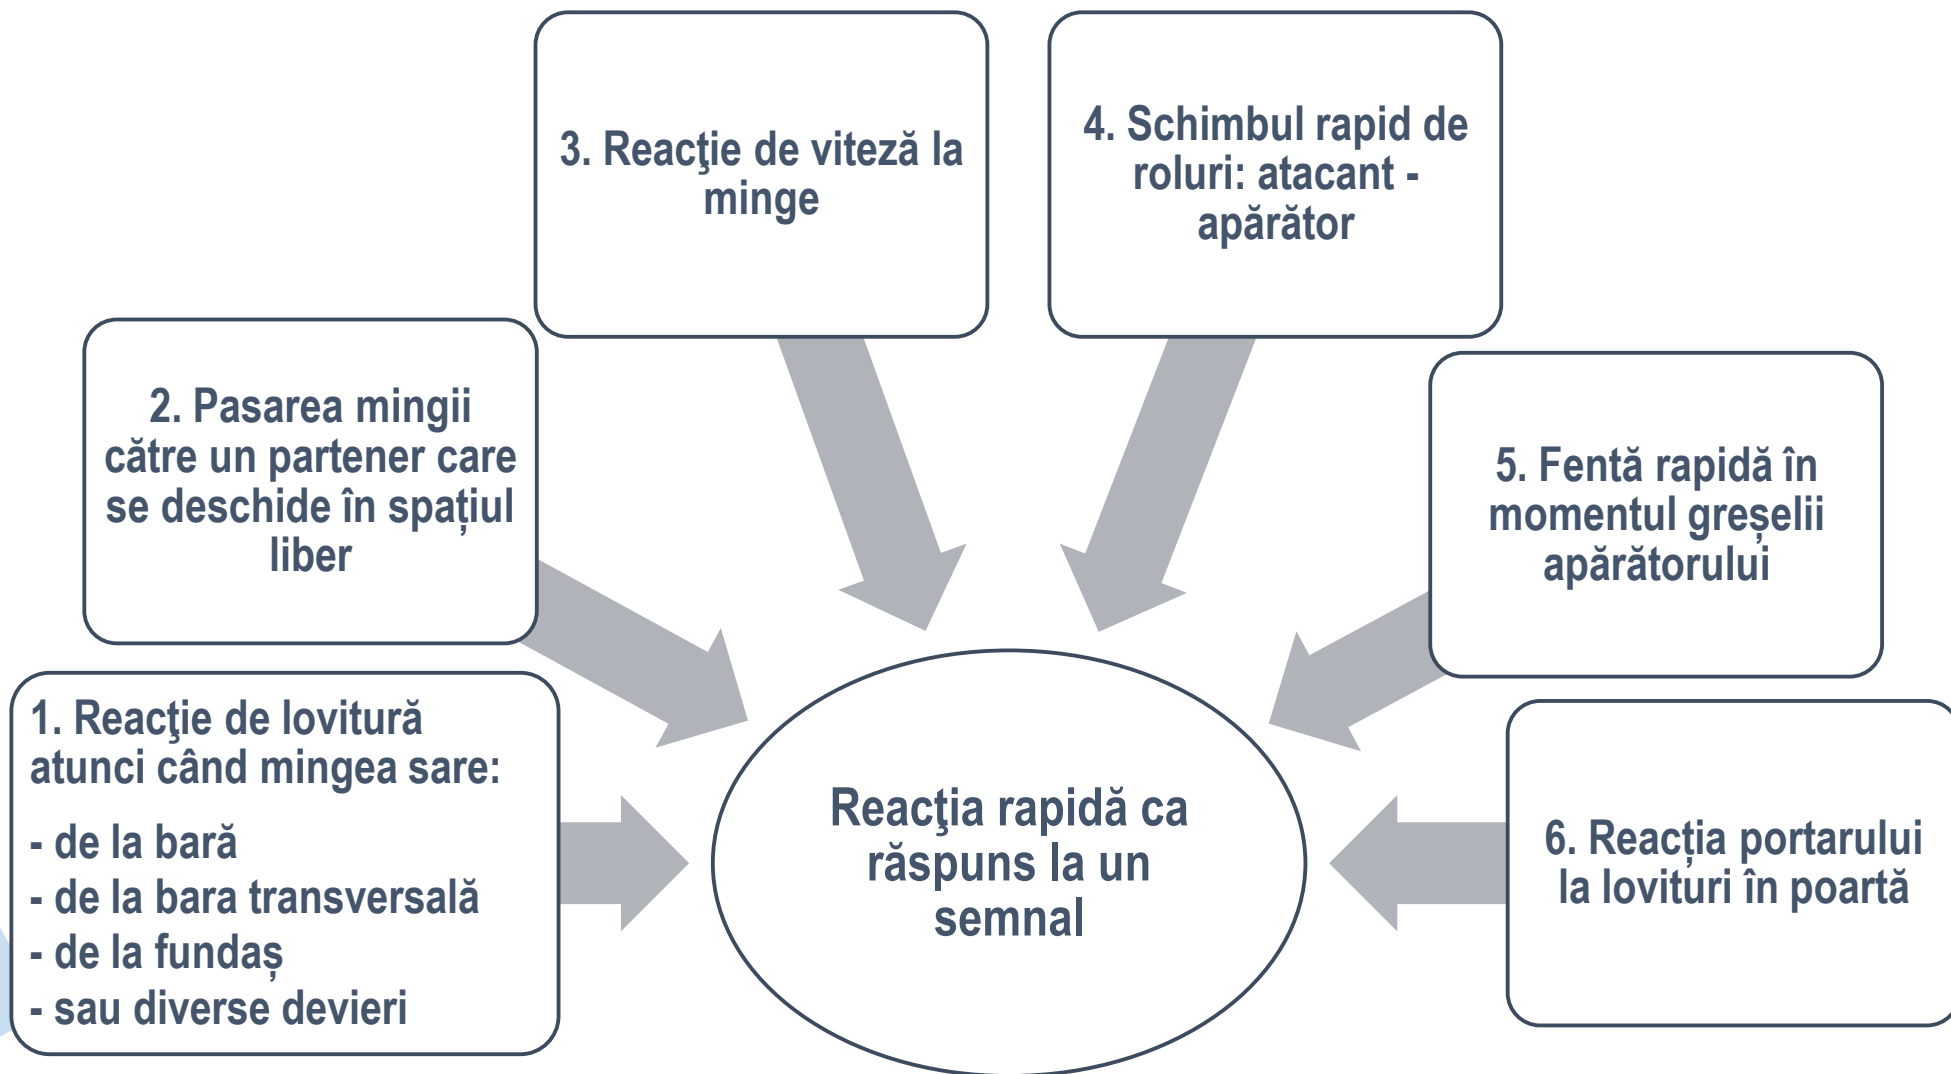 1. Reacţie de lovitură
atunci când mingea sare:
- de la bară
- de la bara transversală
- de la fundaș
- sau diverse devieri
2. Pasarea mingii
către un partener care
se deschide în spațiul
liber
3. Reacţie de viteză la
minge
4. Schimbul rapid de
roluri: atacant -
apărător
5. Fentă rapidă în
momentul greșelii
apărătorului
6. Reacția portarului
la lovituri în poartă
Reacţia rapidă ca
răspuns la un
semnal